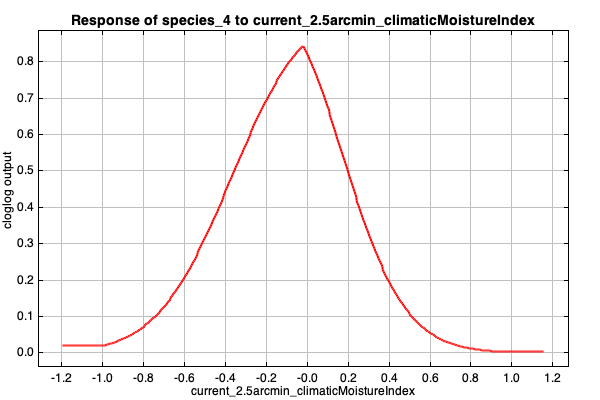 Response of species_4 to current_2.5arcmin_climaticMoistureIndex
cloglog output
0.8
0.7
0.6
0.5
0.4
0.3
0.2
0.1
0.0
-1.2 -1.0 -0.8 -0.6 -0.4 -0.2 -0.0 0.2 0.4 0.6 0.8 1.0 1.2
current_2.5arcmin_climaticMoistureIndex